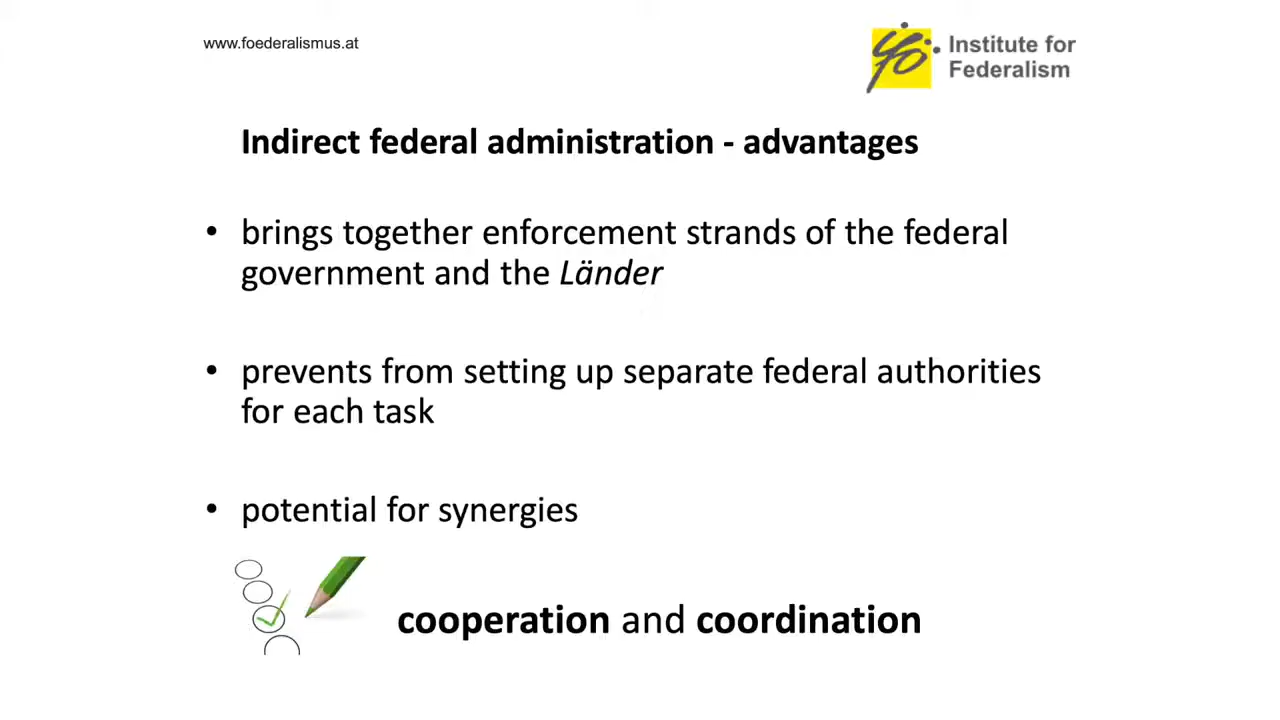 www.foederalismus.at
Institute for
Federalism
Indirect federal administration - advantages
• brings together enforcement strands of the federal
government and the Länder
• prevents from setting up separate federal authorities
for each task
• potential for synergies
cooperation and coordination